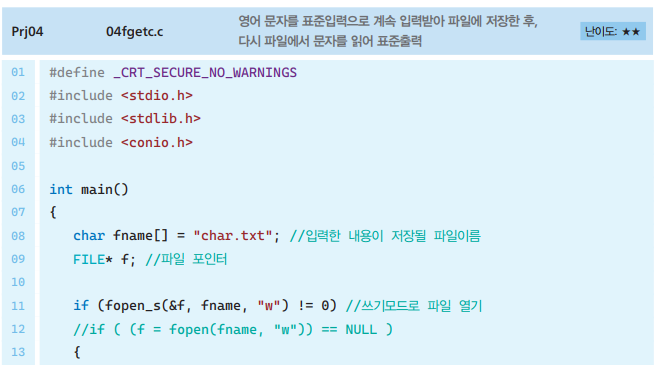 Prj04 04fgetc.c 영어 문자를 표준입력으로 계속 입력받아 파일에 저장한 후, 난이도: ★★
다시 파일에서 문자를 읽어 표준출력
01 #define _CRT_SECURE_NO_WARNINGS
02 #include <stdio.h>
03 #include <stdlib.h>
04 #include <conio.h>
05
06 int main()
07 {
08 char fname[] = "char.txt"; //입력한 내용이 저장될 파일이름
09 FILE* f; //파일 포인터
10
11 if (fopen_s(&f, fname, "w") != 0) //쓰기모드로 파일 열기
12 //if ( (f = fopen(fname, "w")) == NULL )
13 {